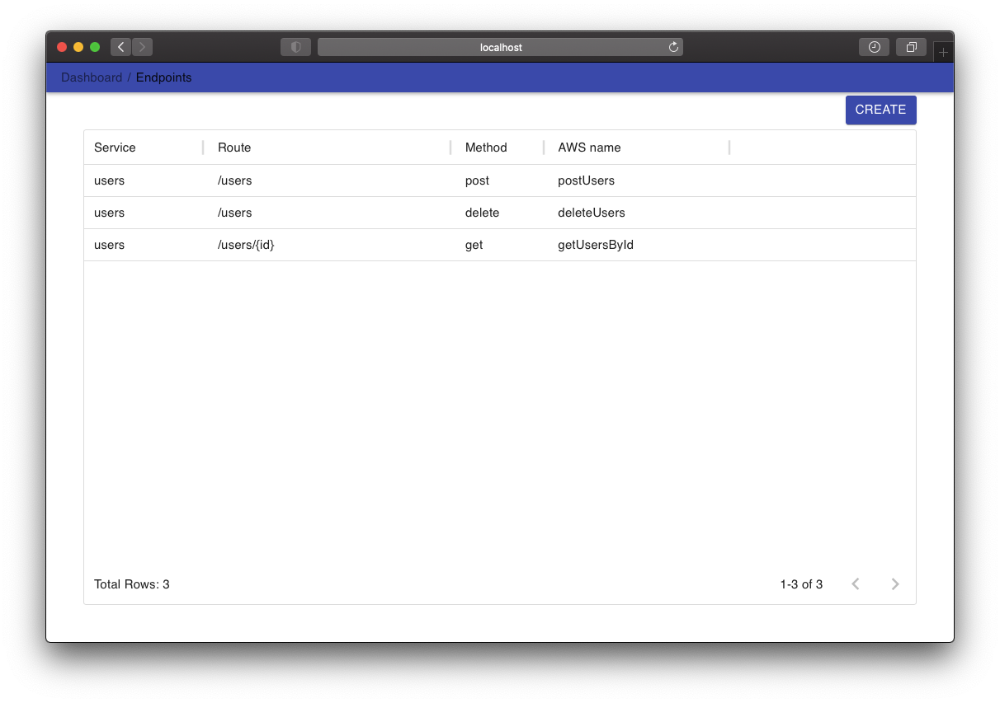 localhost
Dashboard / Endpoints
CREATE
Service Route Method AWS name
users /users post postUsers
users /users delete deleteUsers
users /users/{id} get getUsersById
Total Rows: 3 1-3 of 3